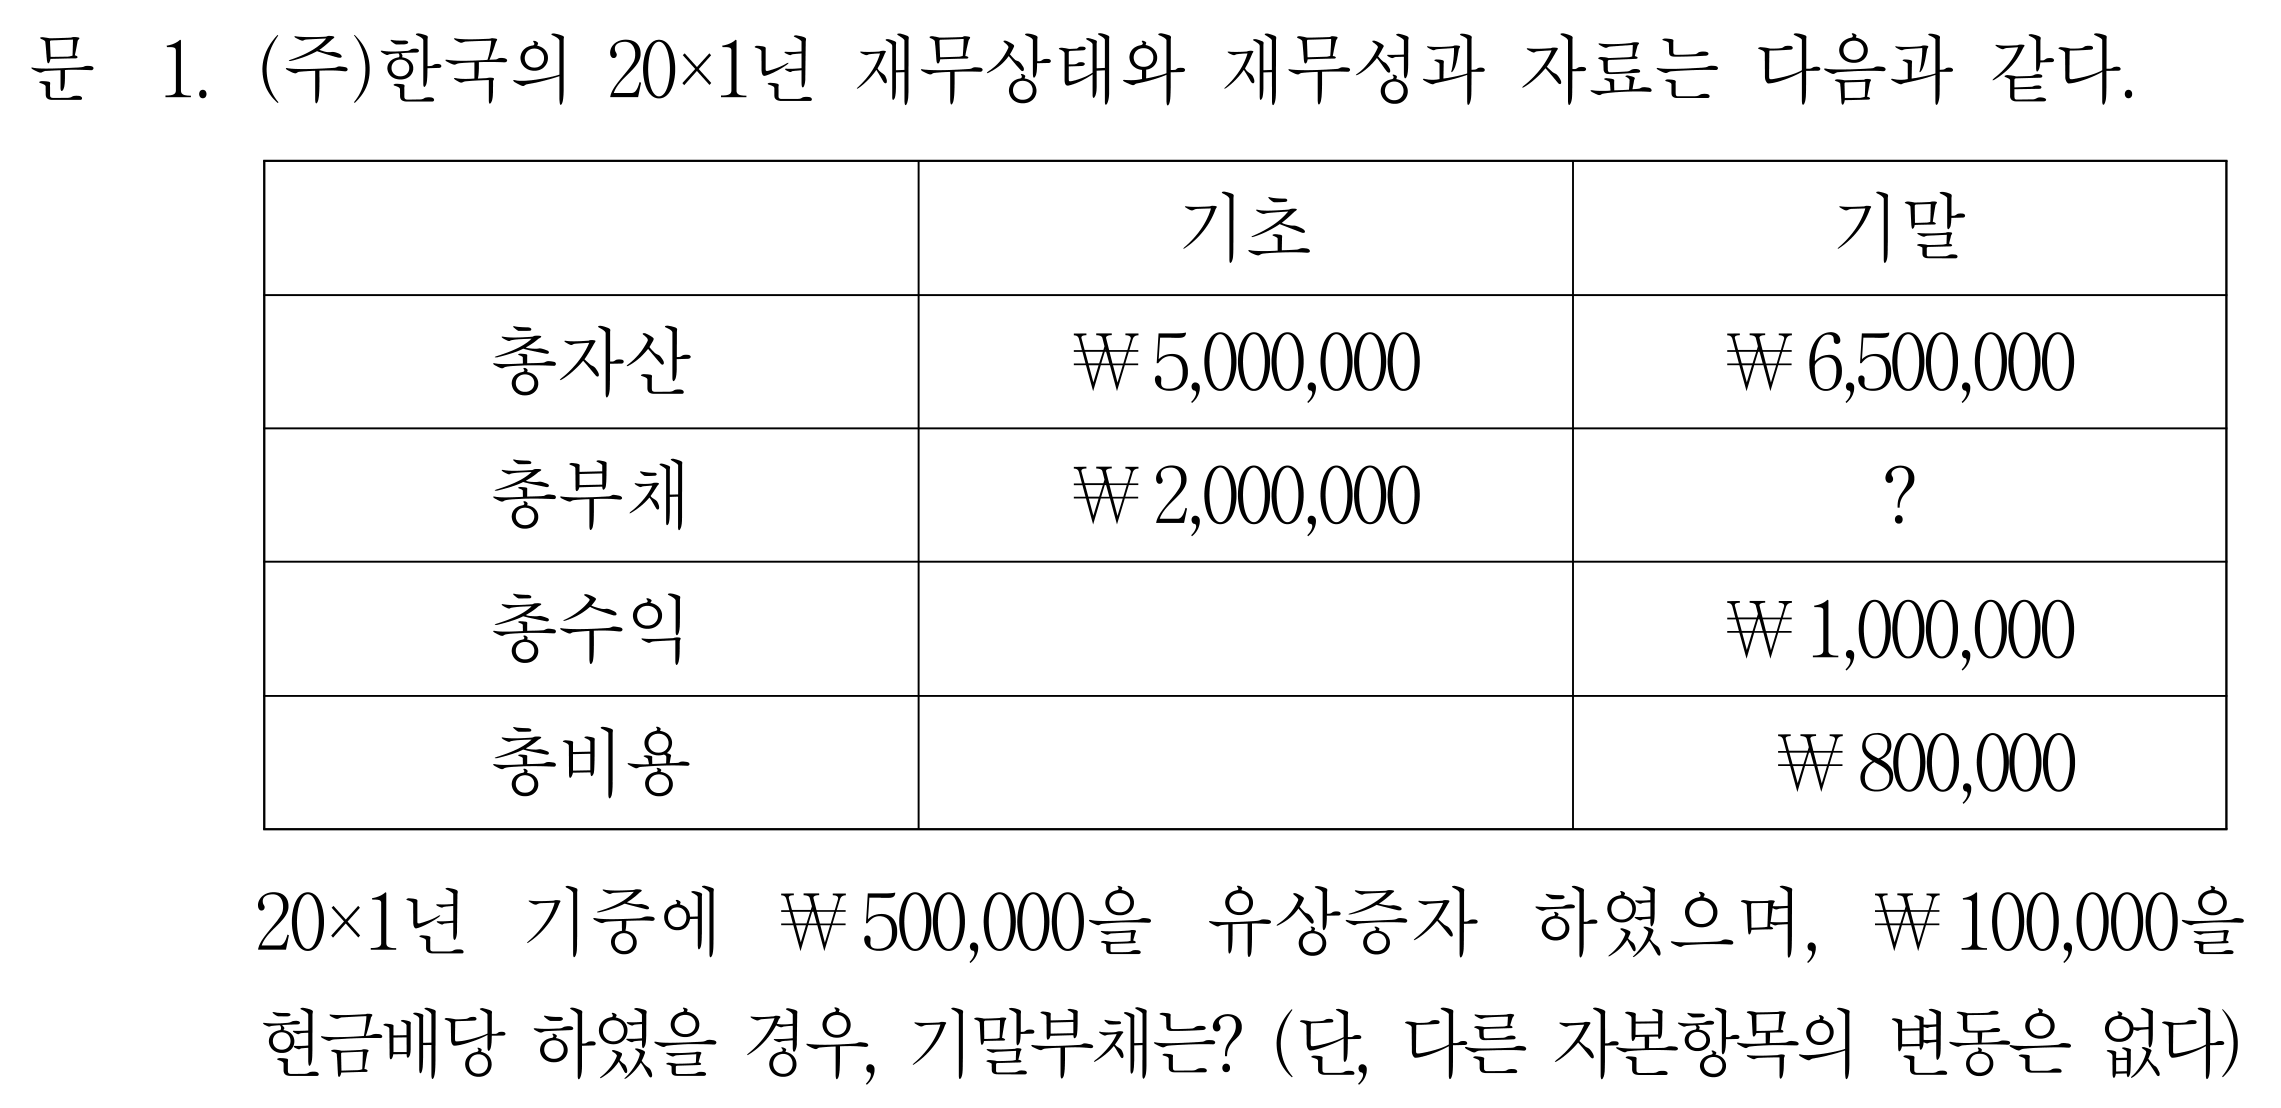 문 1. (주)한국의 20×1년 재무상태와 재무성과 자료는 다음과 같다.
기초 기말
총자산 ₩5,000,000 ₩6,500,000
총부채 ₩2,000,000 ?
총수익 ₩1,000,000
총비용 ₩800,000
20×1년 기중에 ₩500,000을 유상증자 하였으며, ₩100,000을
현금배당 하였을 경우, 기말부채는? (단, 다른 자본항목의 변동은 없다)